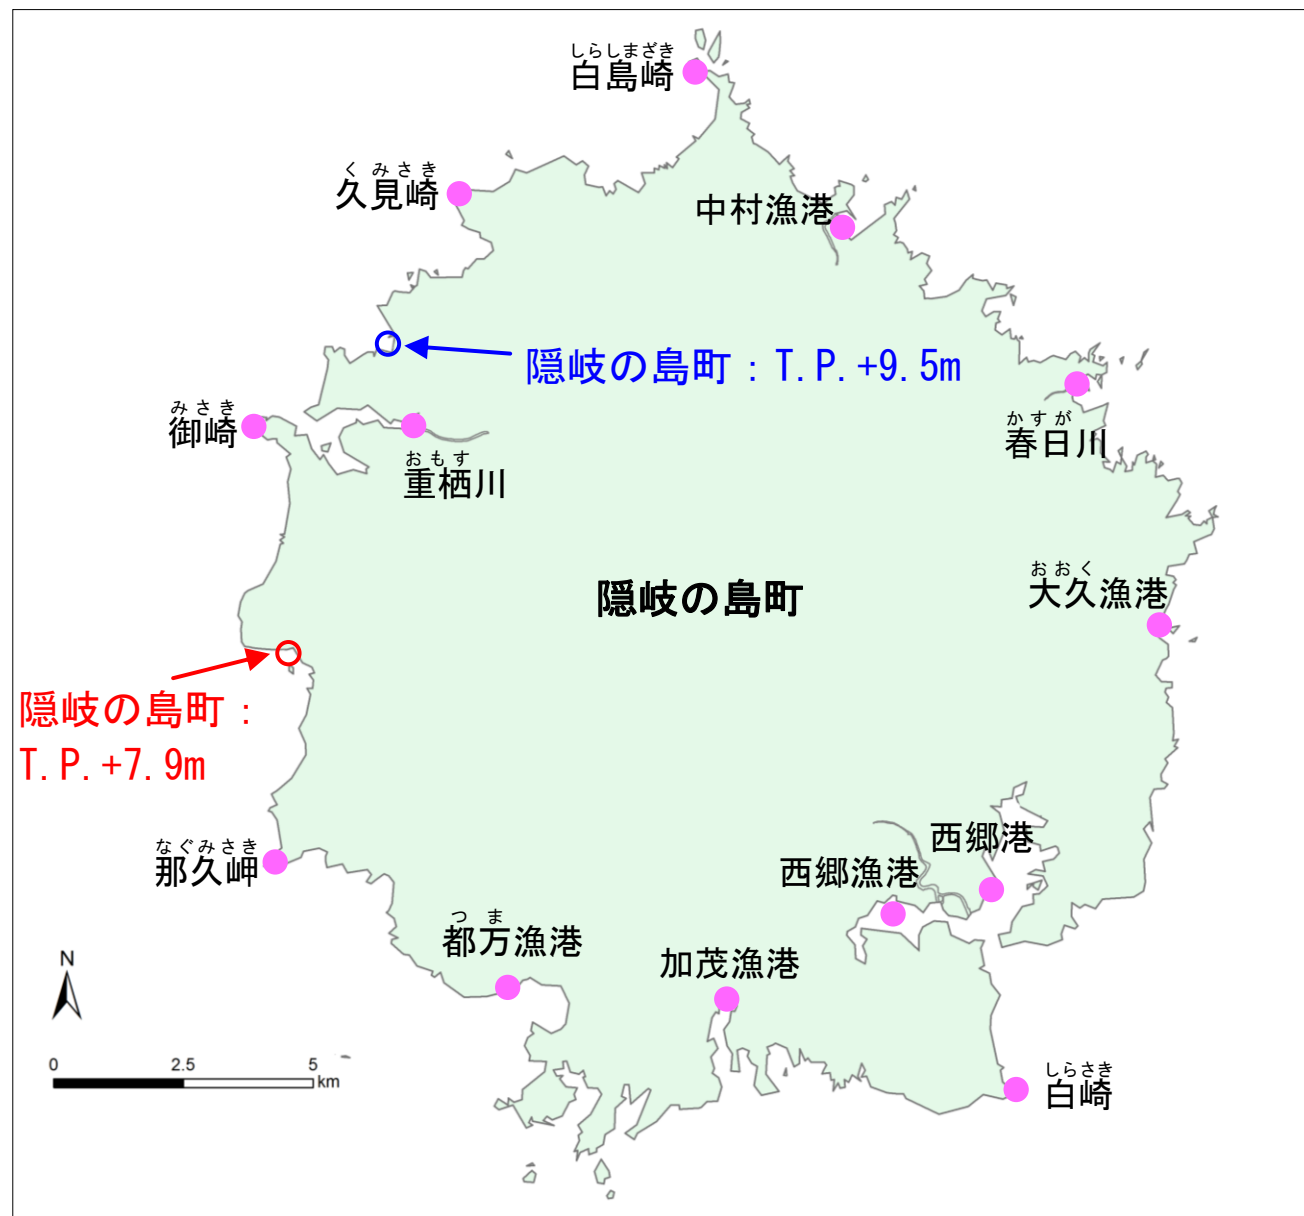 しらしまざき
白島崎
くみさき
久見崎
中村漁港
隠岐の島町：T.P.+9.5m
みさき
御崎
おもす
重栖川
かすが
春日川
隠岐の島町
おおく
大久漁港
隠岐の島町：
T.P.+7.9m
なぐみさき
那久岬
西郷港
西郷漁港
つま
都万漁港
加茂漁港
しらさき
白崎
N
0 2.5 5
km